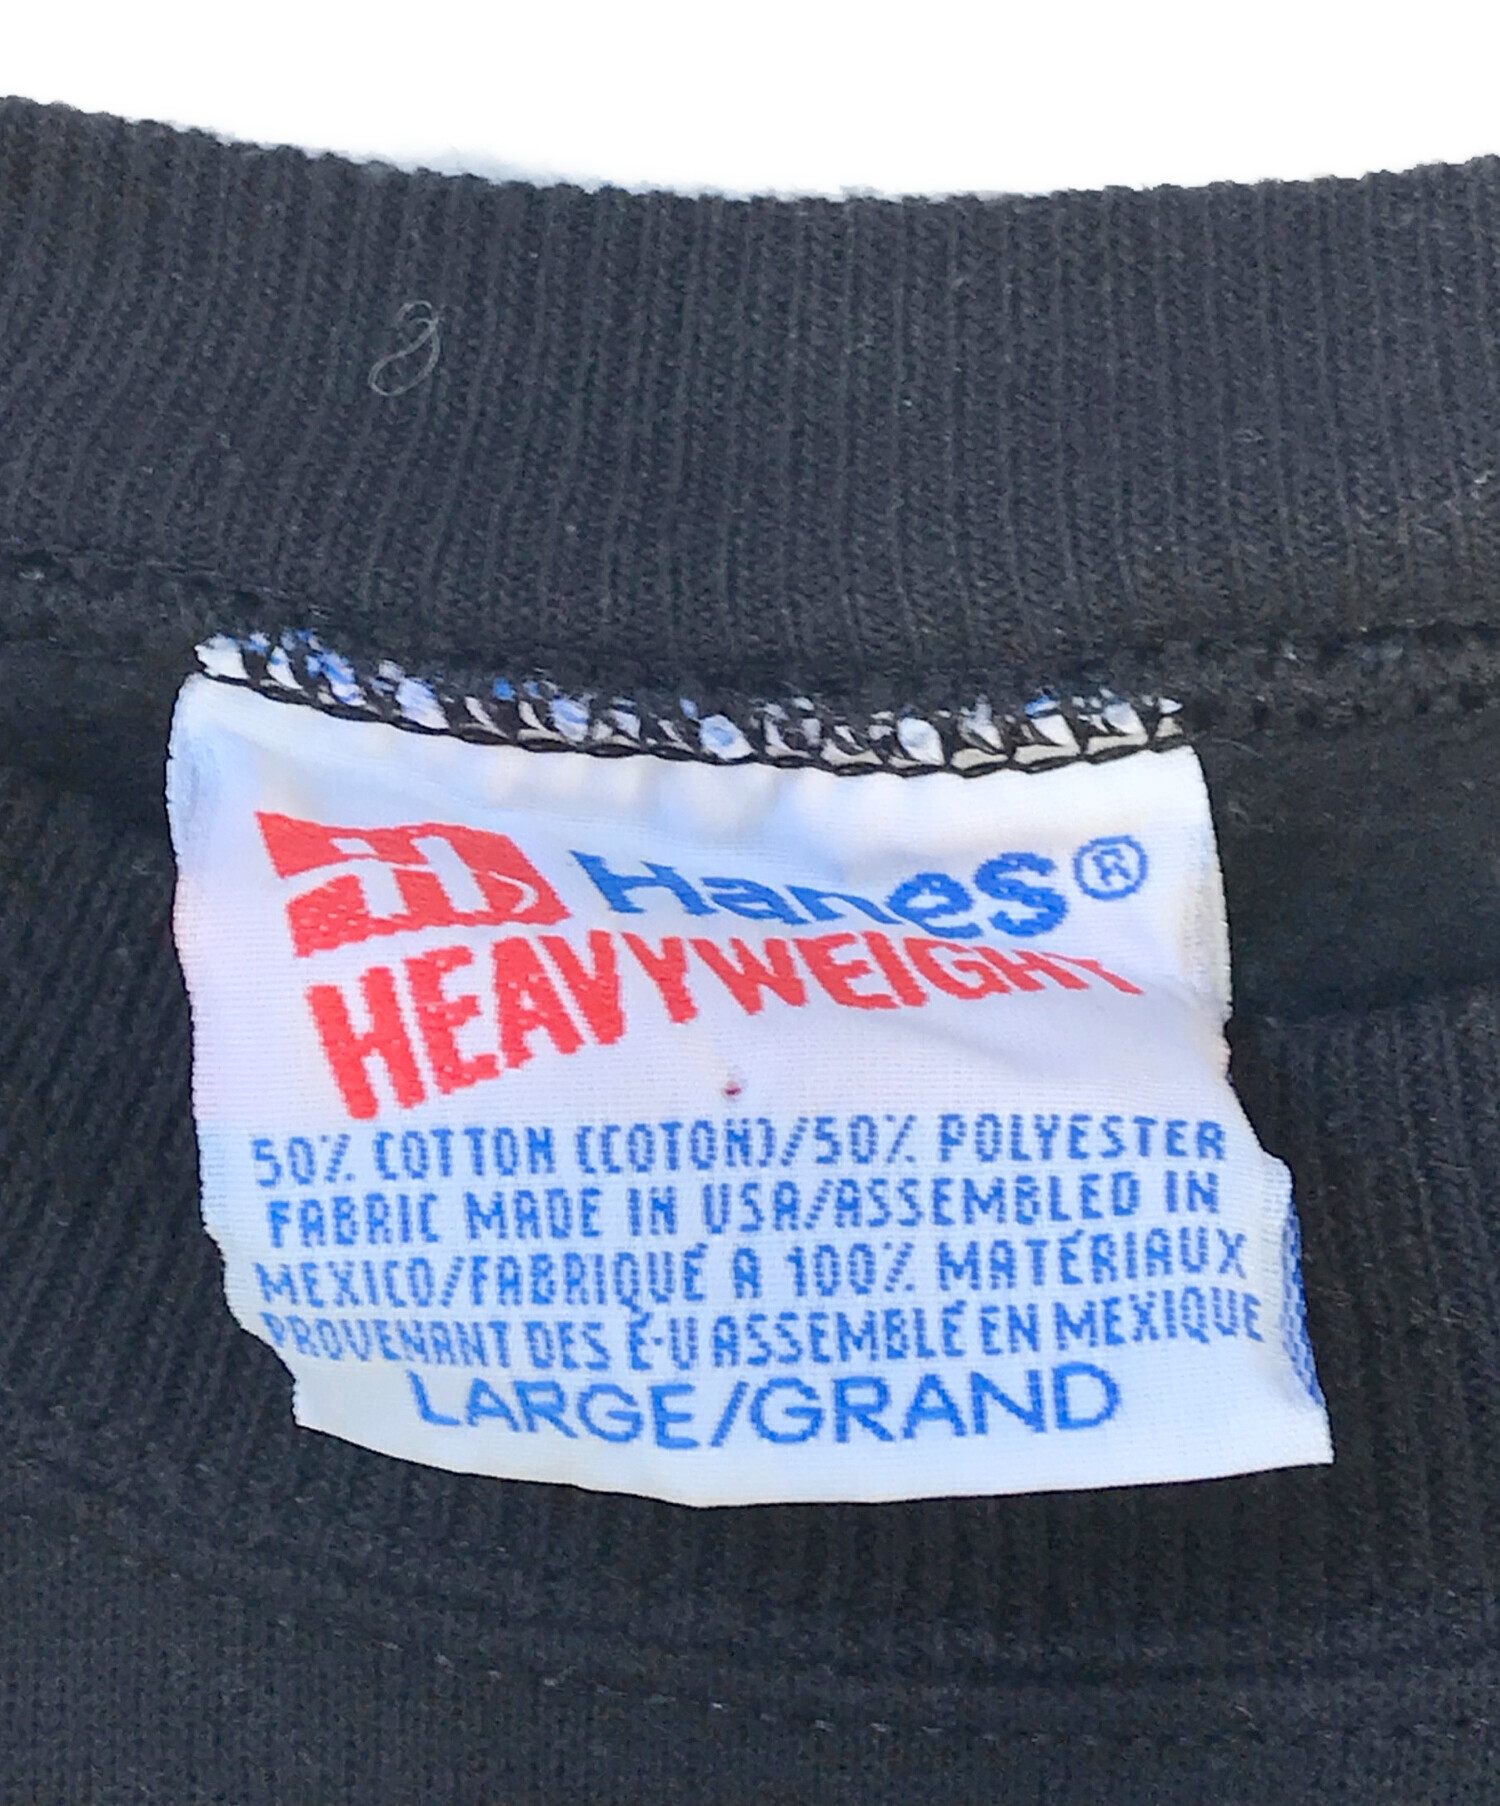 H Hanes®
HEAVYWEIGHT
50% COTTON (COTON)/50% POLYESTER
FABRIC MADE IN USA/ASSEMBLED IN
MEXICO/FABRIQUÉ A 100% MATÉRIAUX
PROVENANT DES É-U ASSEMBLÉ EN MEXIQUE
LARGE/GRAND